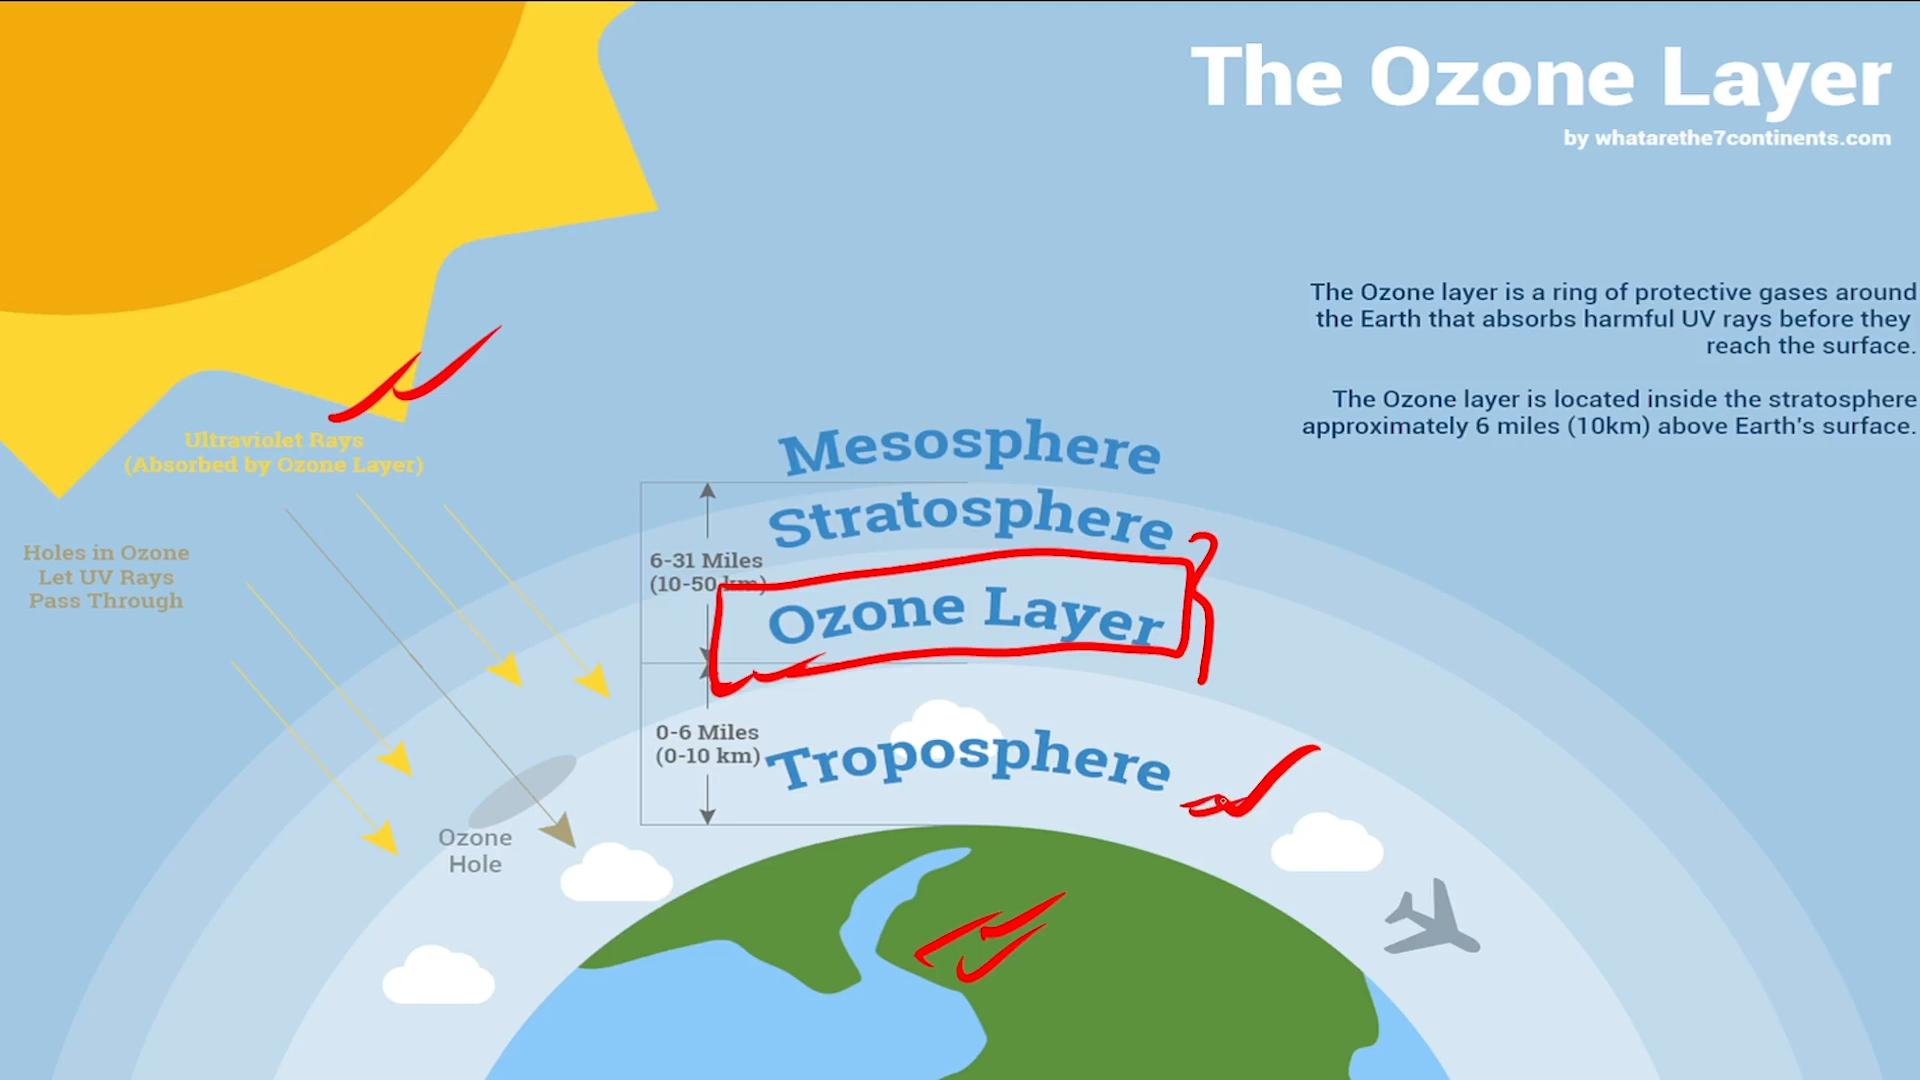 The Ozone Layer
by whatarethe7continents.com
The Ozone layer is a ring of protective gases around
the Earth that absorbs harmful UV rays before they
reach the surface.
The Ozone layer is located inside the stratosphere
approximately 6 miles (10km) above Earth's surface.
Ultraviolet Rays
(Absorbed by Ozone Layer)
Holes in Ozone
Let UV Rays
Pass Through
Mesosphere
Stratosphere
6-31 Miles
(10-50 km)
Ozone Layer
0-6 Miles
(0-10 km)
Troposphere
Ozone
Hole